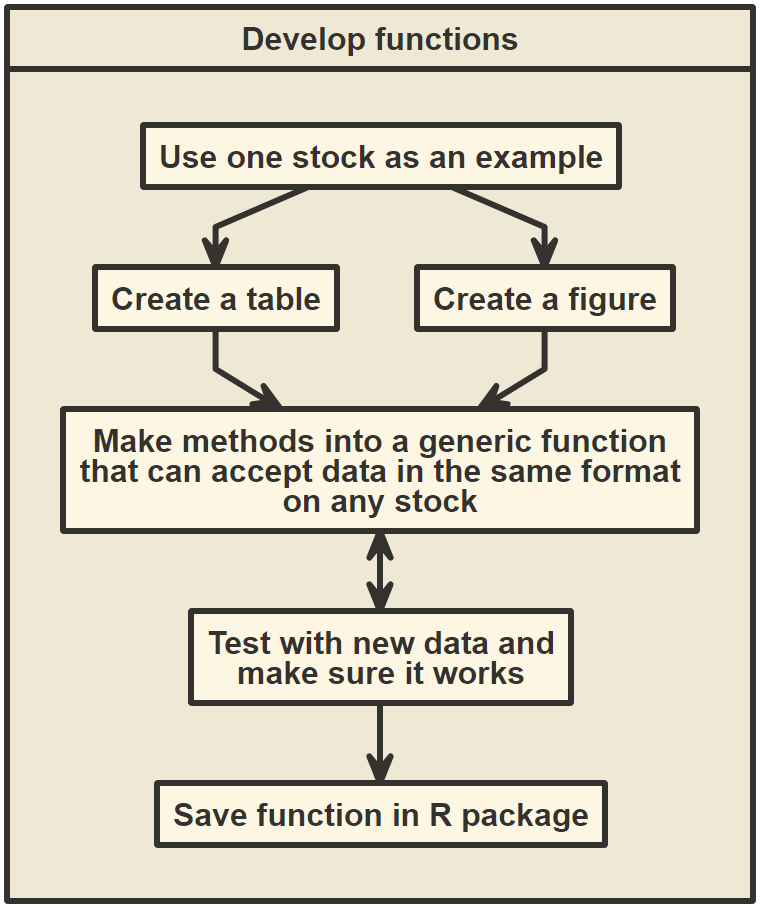 Develop functions
Use one stock as an example
Create a table
Create a figure
Make methods into a generic function
that can accept data in the same format
on any stock
Test with new data and
make sure it works
Save function in R package